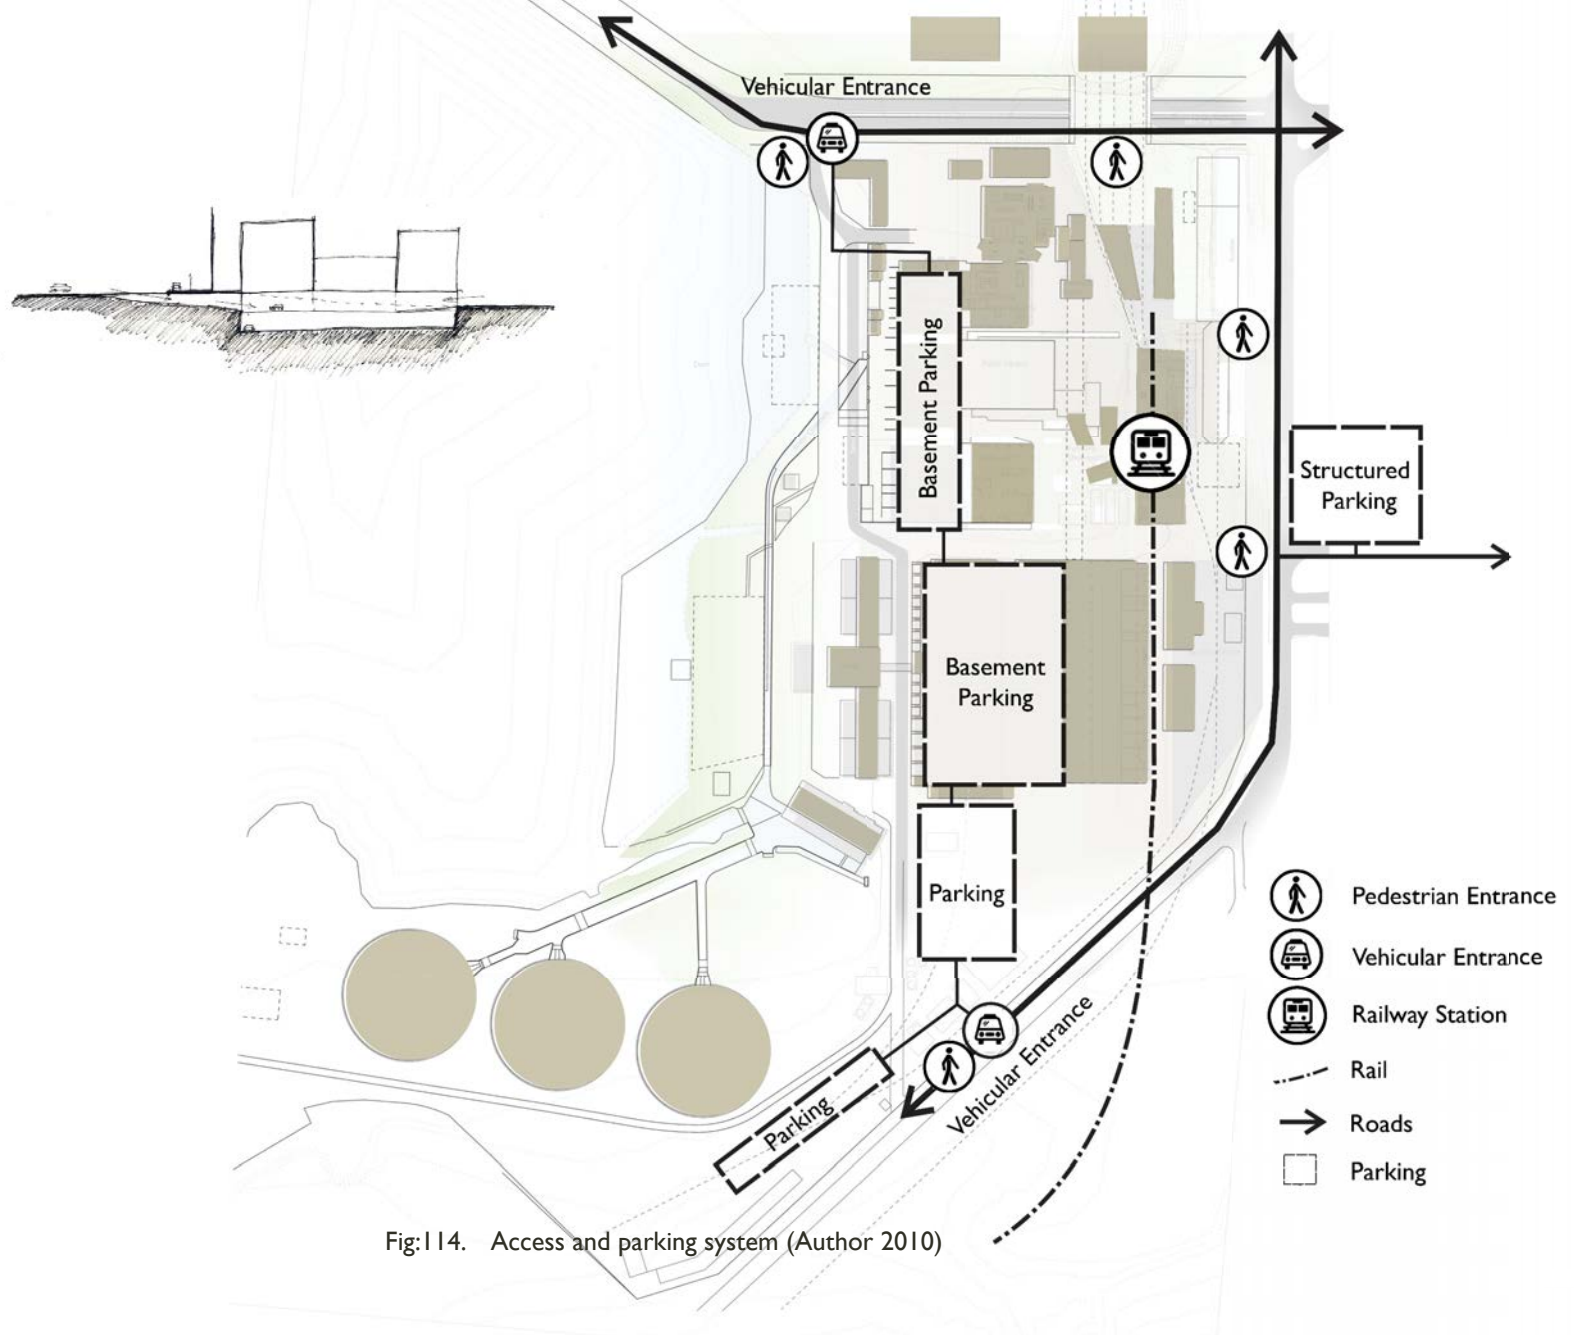 Vehicular Entrance
Basement Parking
Structured
Parking
Basement
Parking
Parking
Vehicular Entrance
Parking
Pedestrian Entrance
Vehicular Entrance
Railway Station
Rail
Roads
Parking
Fig:114. Access and parking system (Author 2010)